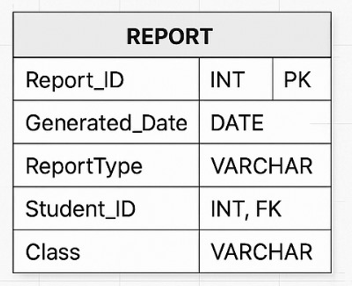 REPORT
Report_ID INT PK
Generated_Date DATE
ReportType VARCHAR
Student_ID INT, FK
Class VARCHAR